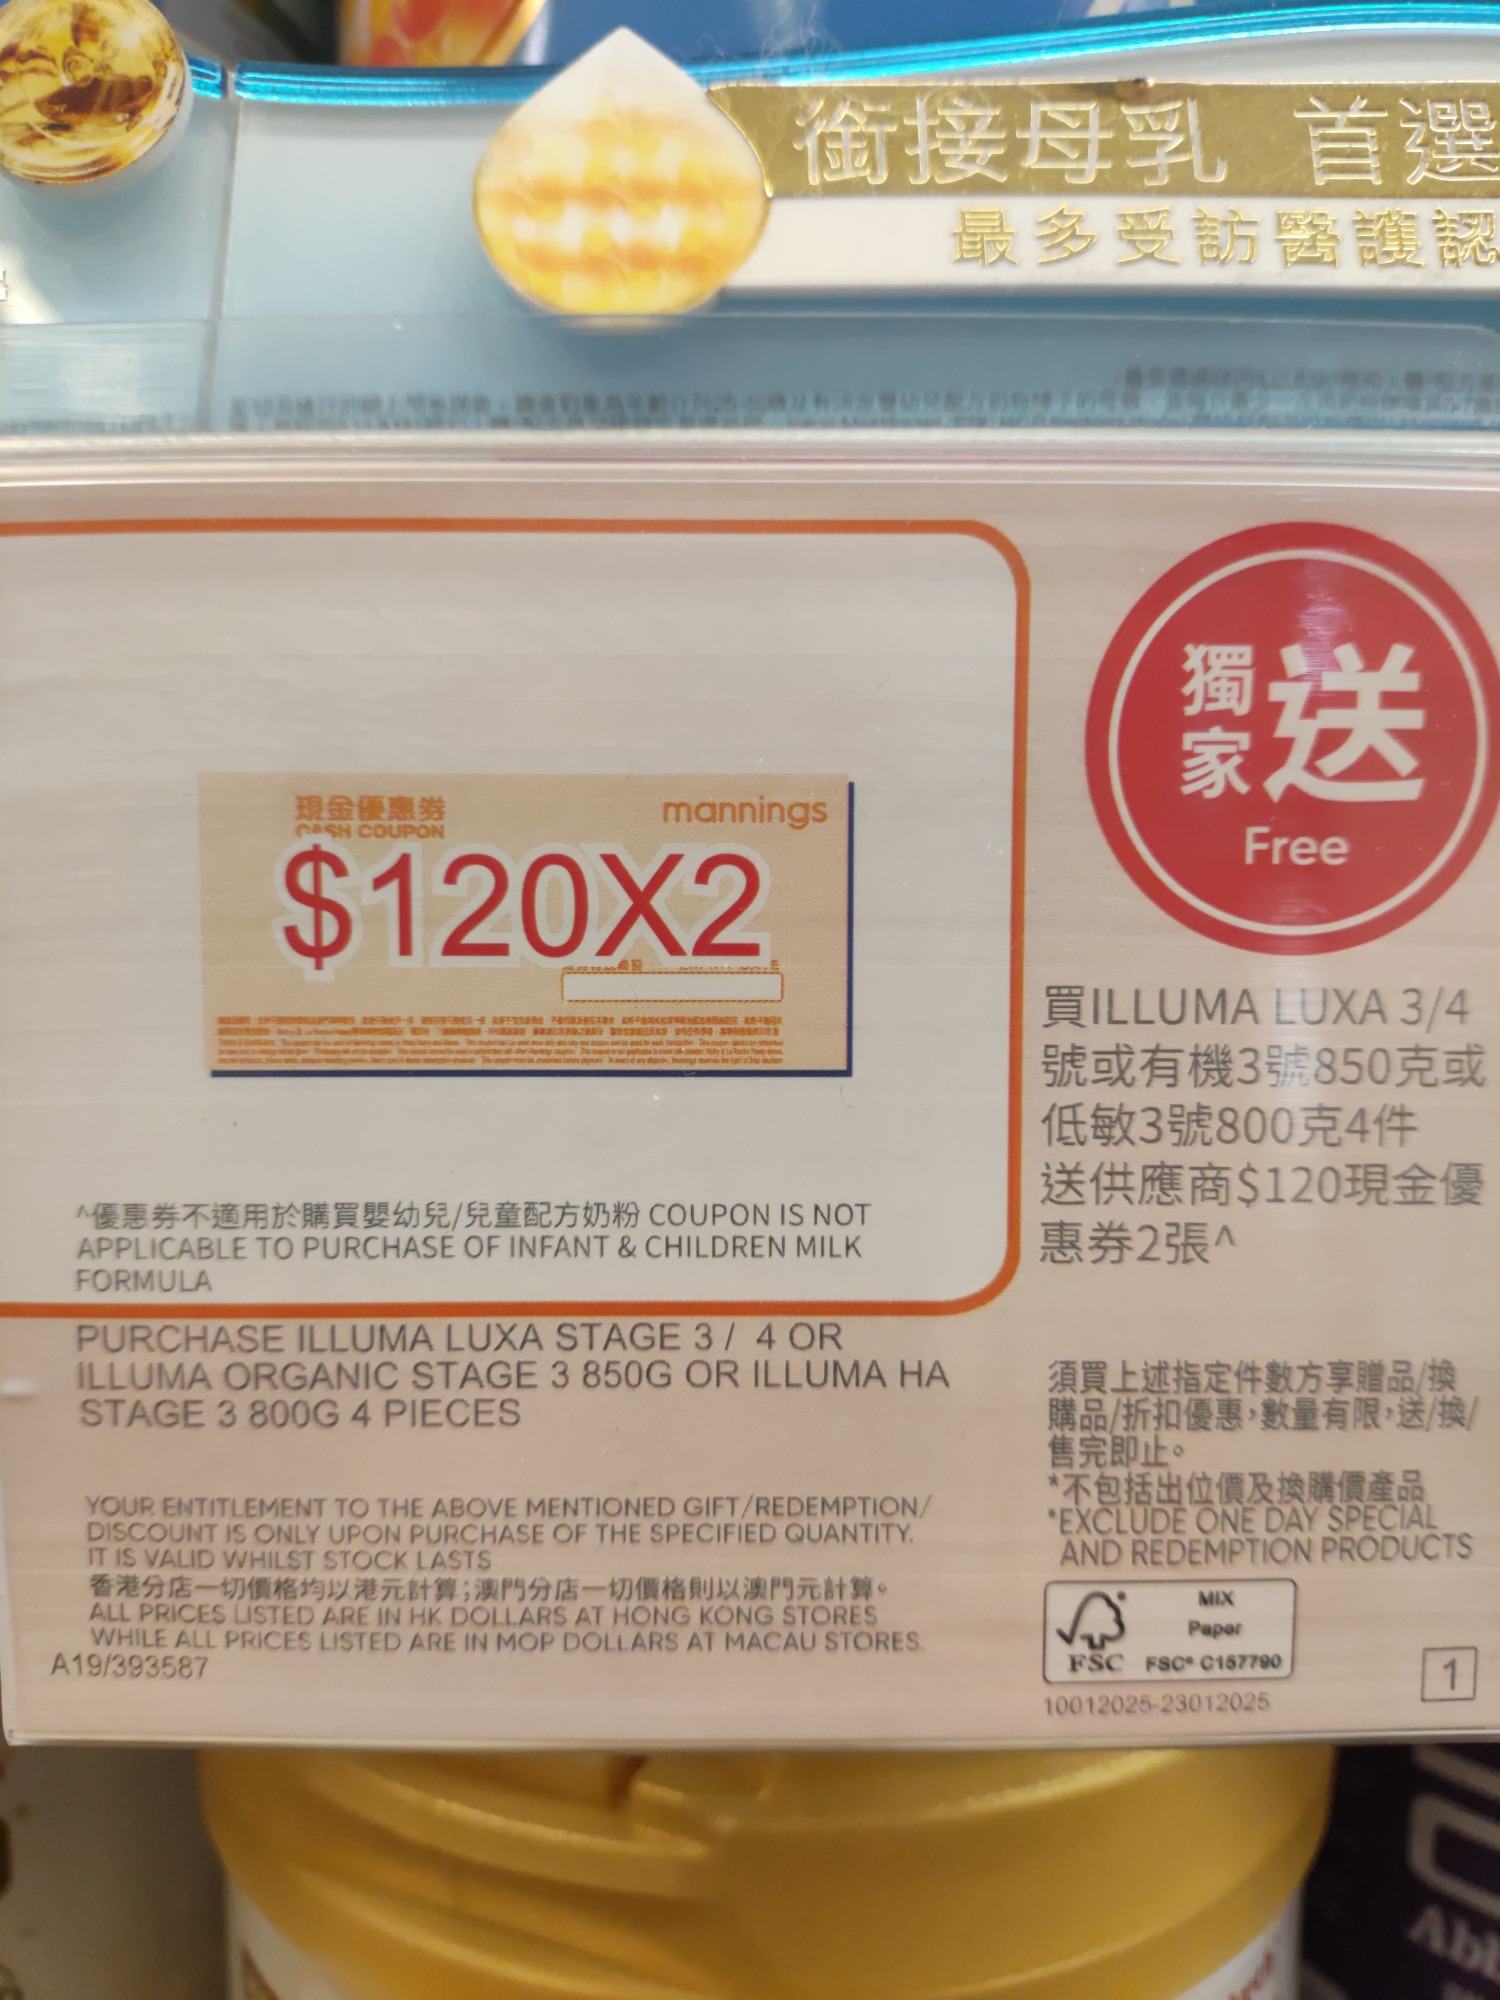 銜接母乳 首選
最多受訪醫護認
獨家送
Free
現金優惠券
CASH COUPON
mannings
$120X2
買ILLUMA LUXA 3/4
號或有機3號850克或
低敏3號800克4件
送供應商$120現金優
惠券2張^
^優惠券不適用於購買嬰幼兒/兒童配方奶粉 COUPON IS NOT
APPLICABLE TO PURCHASE OF INFANT & CHILDREN MILK
FORMULA
PURCHASE ILLUMA LUXA STAGE 3 / 4 OR
ILLUMA ORGANIC STAGE 3 850G OR ILLUMA HA
STAGE 3 800G 4 PIECES
須買上述指定件數方享贈品/換
購品/折扣優惠，數量有限，送/換/
售完即止。
*不包括出位價及換購價產品
*EXCLUDE ONE DAY SPECIAL
AND REDEMPTION PRODUCTS
YOUR ENTITLEMENT TO THE ABOVE MENTIONED GIFT/REDEMPTION/
DISCOUNT IS ONLY UPON PURCHASE OF THE SPECIFIED QUANTITY.
IT IS VALID WHILST STOCK LASTS
香港分店一切價格均以港元計算；澳門分店一切價格則以澳門元計算。
ALL PRICES LISTED ARE IN HK DOLLARS AT HONG KONG STORES
WHILE ALL PRICES LISTED ARE IN MOP DOLLARS AT MACAU STORES.
A19/393587
MIX
Paper
FSC FSC® C157790
10012025-23012025
1